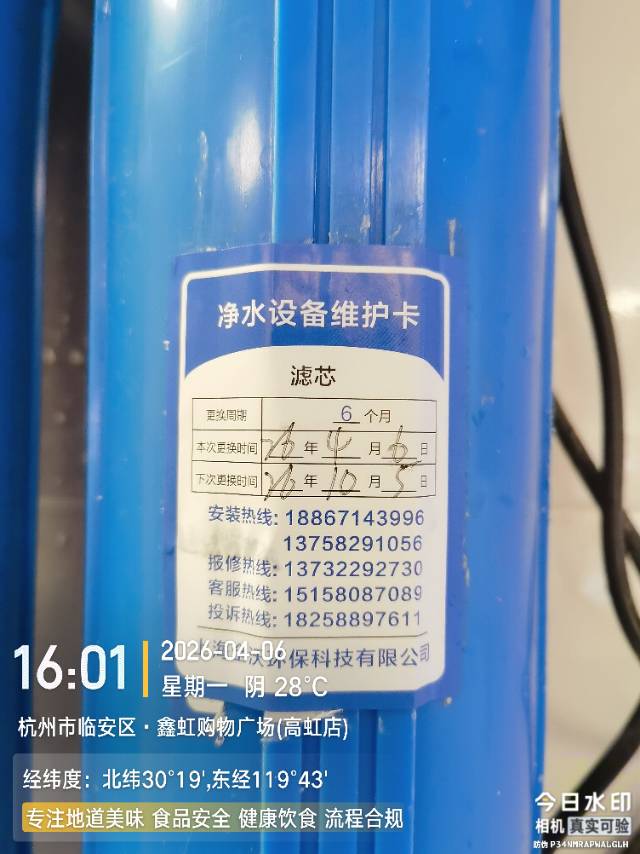 净水设备维护卡
滤芯
更换周期 6 个月
本次更换时间 26 年 4 月 6 日
下次更换时间 26 年 10 月 5 日
安装热线: 18867143996
13758291056
报修热线: 13732292730
客服热线: 15158087089
投诉热线: 18258897611
环保科技有限公司
16:01
2026-04-06
星期一 阴 28°C
杭州市临安区·鑫虹购物广场(高虹店)
经纬度: 北纬30°19',东经119°43'
专注地道美味 食品安全 健康饮食 流程合规
今日水印
相机 真实可验
防伪 P34NMRAPWALGLH